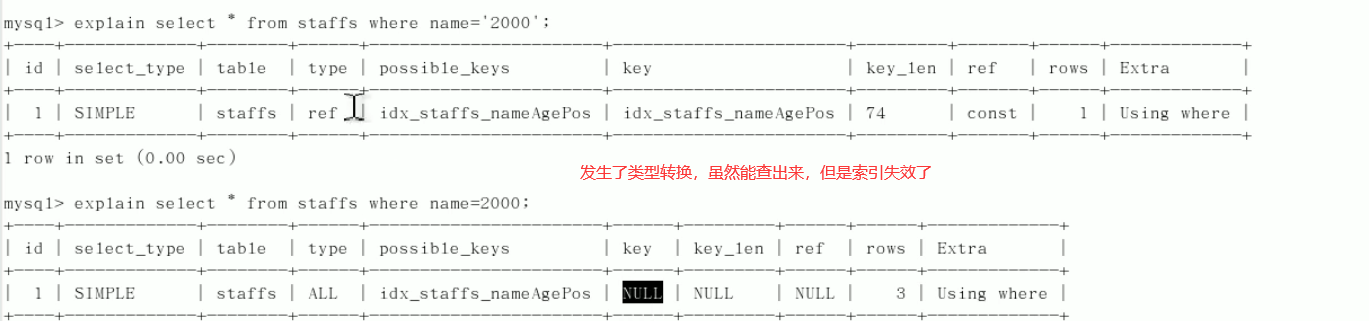 mysql> explain select * from staffs where name='2000';
+----+-------------+--------+------+-----------------------+-----------------------+---------+-------+------+-------------+
| id | select_type | table | type | possible_keys | key | key_len | ref | rows | Extra |
+----+-------------+--------+------+-----------------------+-----------------------+---------+-------+------+-------------+
| 1 | SIMPLE | staffs | ref | idx_staffs_nameAgePos | idx_staffs_nameAgePos | 74 | const | 1 | Using where |
+----+-------------+--------+------+-----------------------+-----------------------+---------+-------+------+-------------+
1 row in set (0.00 sec)
发生了类型转换，虽然能查出来，但是索引失效了
mysql> explain select * from staffs where name=2000;
+----+-------------+--------+------+-----------------------+------+---------+------+------+-------------+
| id | select_type | table | type | possible_keys | key | key_len | ref | rows | Extra |
+----+-------------+--------+------+-----------------------+------+---------+------+------+-------------+
| 1 | SIMPLE | staffs | ALL | idx_staffs_nameAgePos | NULL | NULL | NULL | 3 | Using where |
+----+-------------+--------+------+-----------------------+------+---------+------+------+-------------+